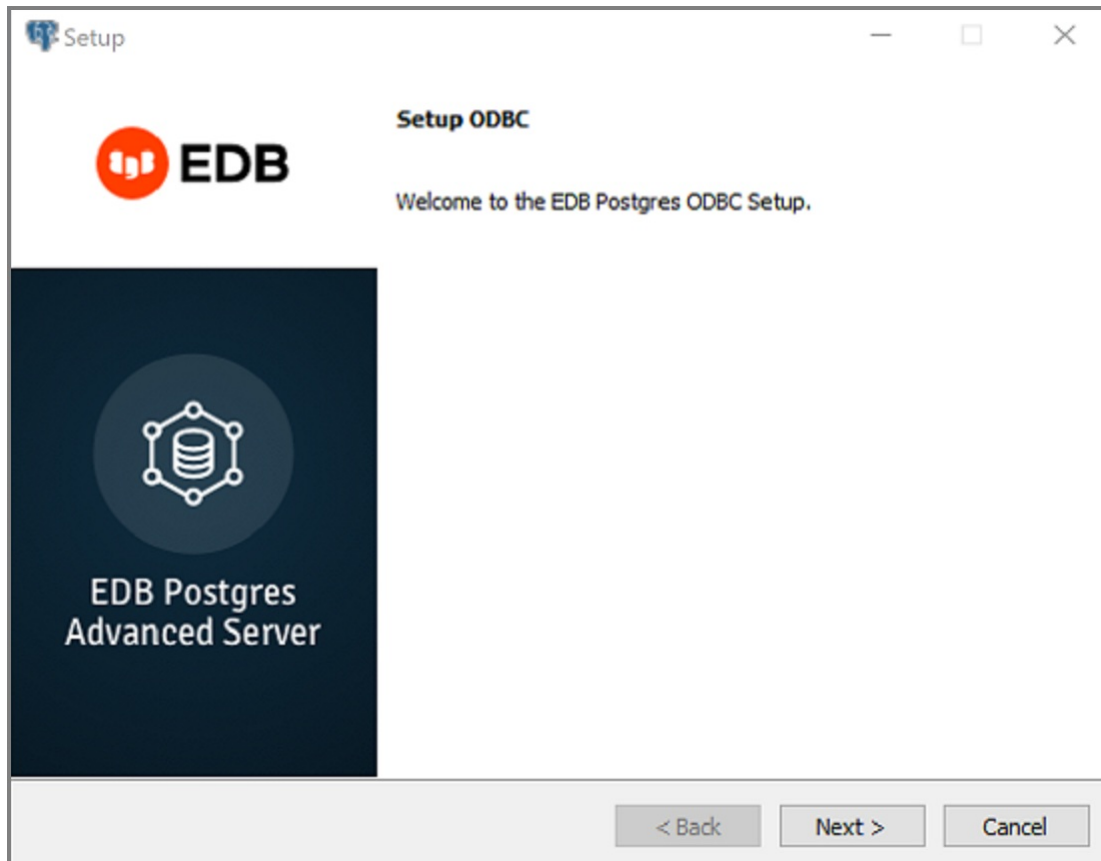 Setup
EDB
Setup ODBC
Welcome to the EDB Postgres ODBC Setup.
EDB Postgres
Advanced Server
< Back
Next >
Cancel